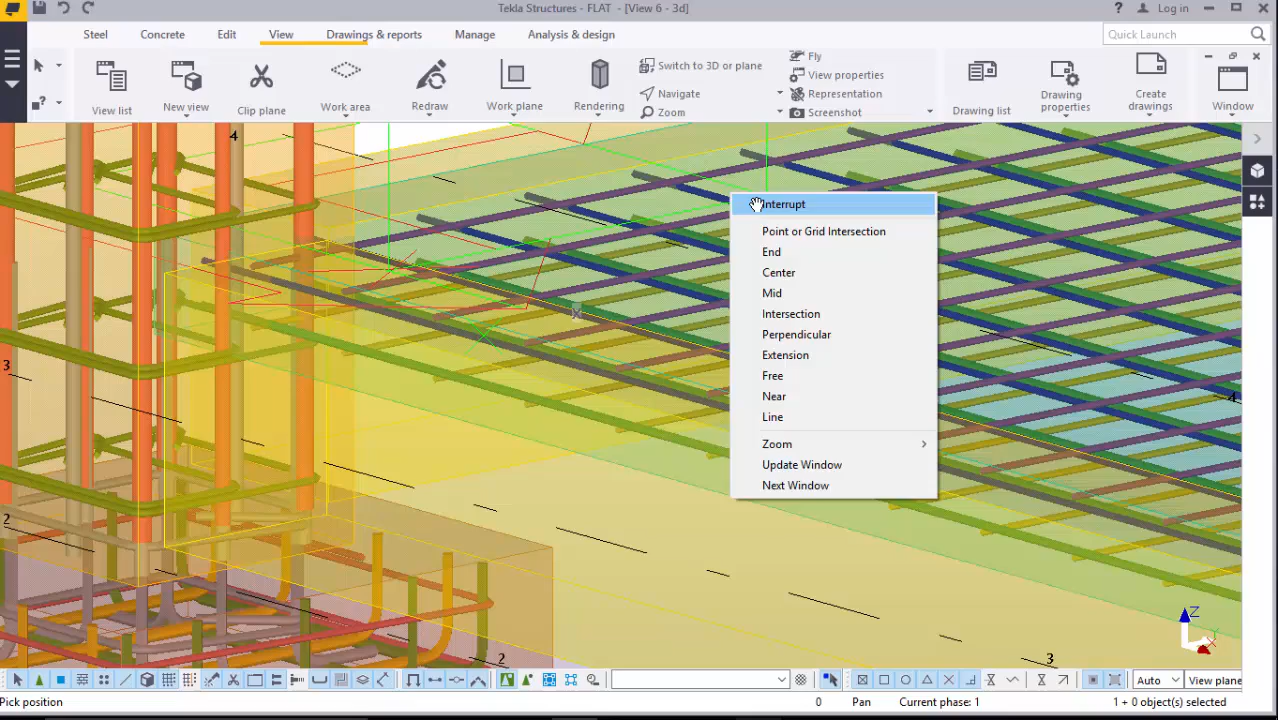 Tekla Structures - FLAT - [View 6 - 3d]
? Log in
Steel Concrete Edit View Drawings & reports Manage Analysis & design Quick Launch
View list
New view
Clip plane
Work area
Redraw
Work plane
Rendering
Switch to 3D or plane
Navigate
Zoom
Fly
View properties
Representation
Screenshot
Drawing list
Drawing properties
Create drawings
Window
4
Interrupt
Point or Grid Intersection
End
Center
Mid
Intersection
Perpendicular
Extension
Free
Near
Line
Zoom
Update Window
Next Window
3
4
2
2
3
Z
Auto
View plane
Pick position 0 Pan Current phase: 1 1 + 0 object(s) selected